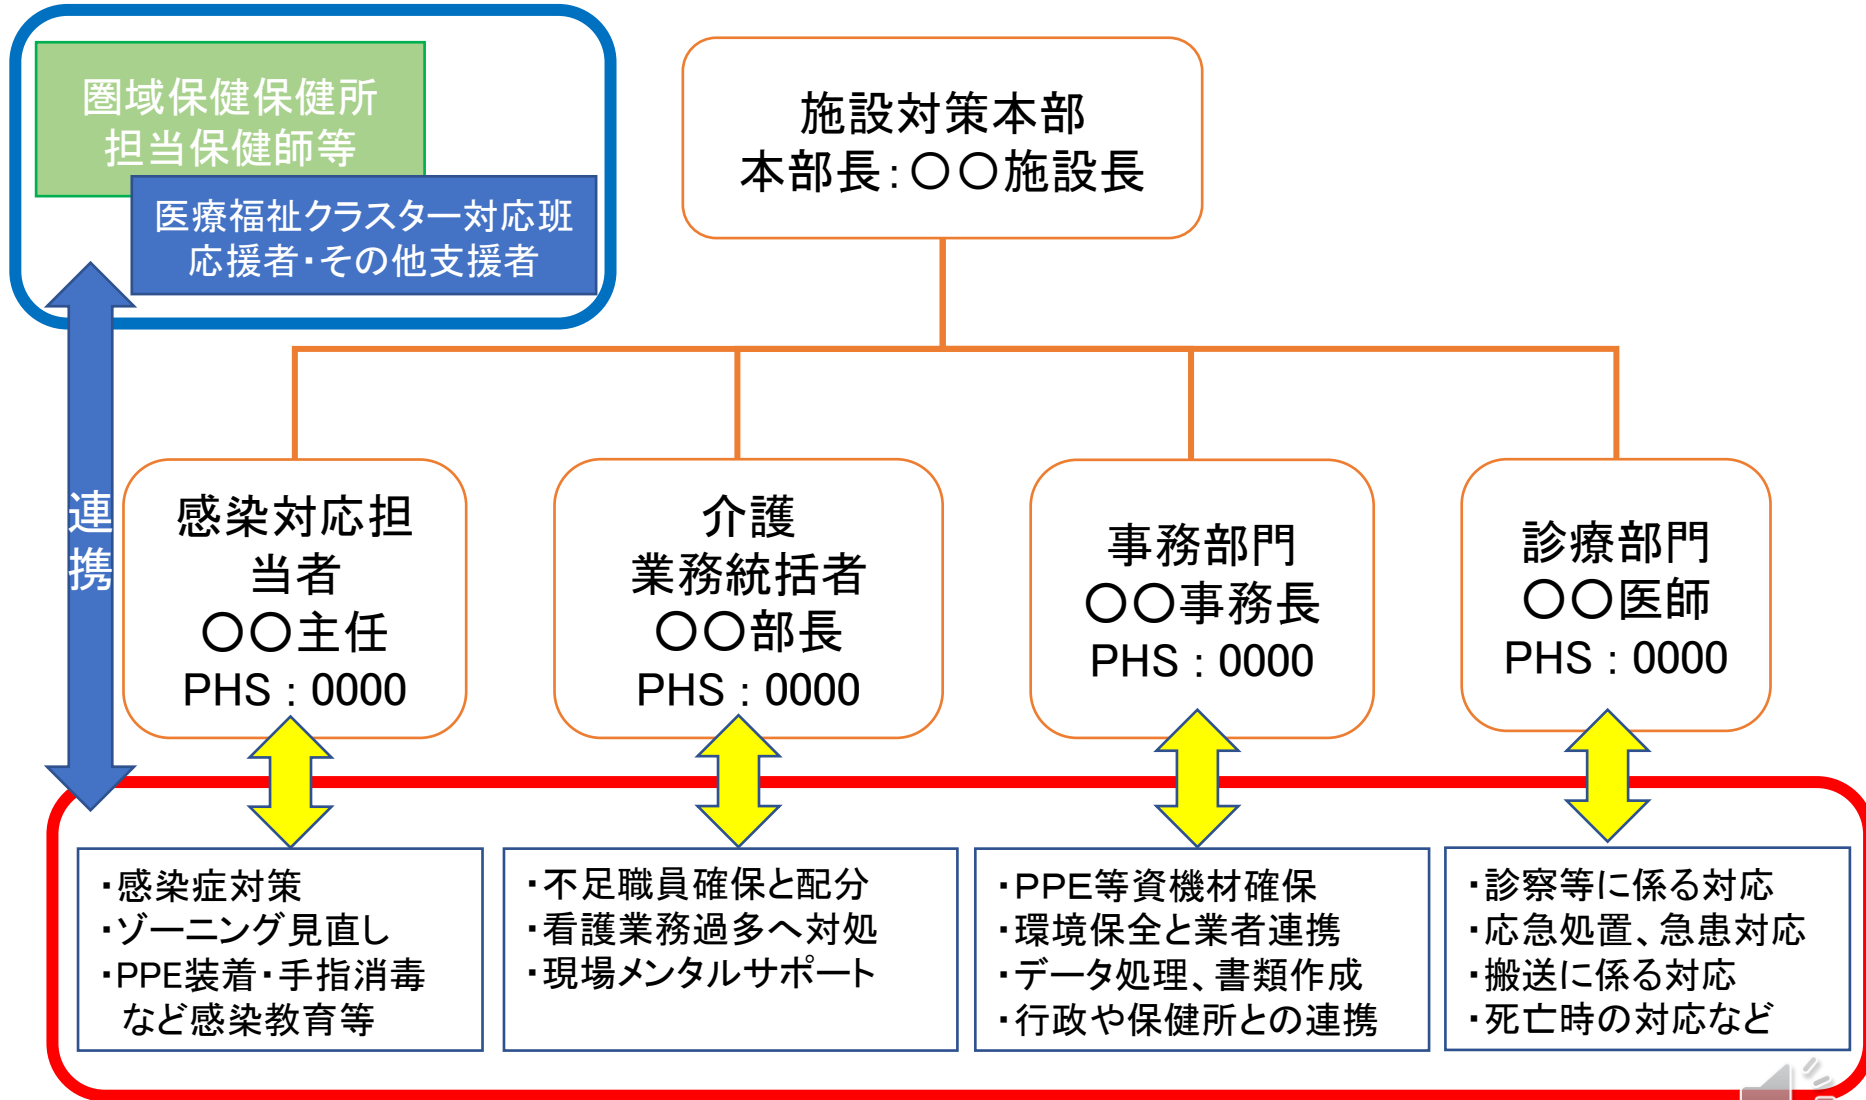 圏域保健保健所
担当保健師等
医療福祉クラスター対応班
応援者・その他支援者
施設対策本部
本部長:〇〇施設長
連携
感染対応担
当者
〇〇主任
PHS:0000
介護
業務統括者
〇〇部長
PHS:0000
事務部門
〇〇事務長
PHS:0000
診療部門
〇〇医師
PHS:0000
・感染症対策
・ゾーニング見直し
・PPE装着・手指消毒
など感染教育等
・不足職員確保と配分
・看護業務過多へ対処
・現場メンタルサポート
・PPE等資機材確保
・環境保全と業者連携
・データ処理、書類作成
・行政や保健所との連携
・診察等に係る対応
・応急処置、急患対応
・搬送に係る対応
・死亡時の対応など